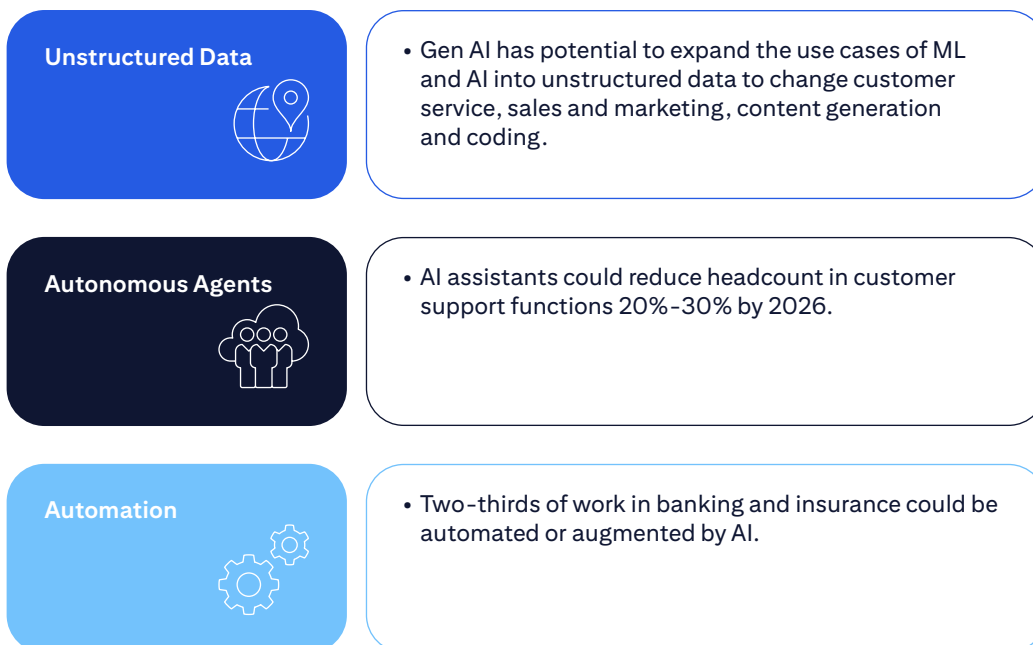 Unstructured Data
• Gen AI has potential to expand the use cases of ML
and AI into unstructured data to change customer
service, sales and marketing, content generation
and coding.
Autonomous Agents
• AI assistants could reduce headcount in customer
support functions 20%-30% by 2026.
Automation
• Two-thirds of work in banking and insurance could be
automated or augmented by AI.